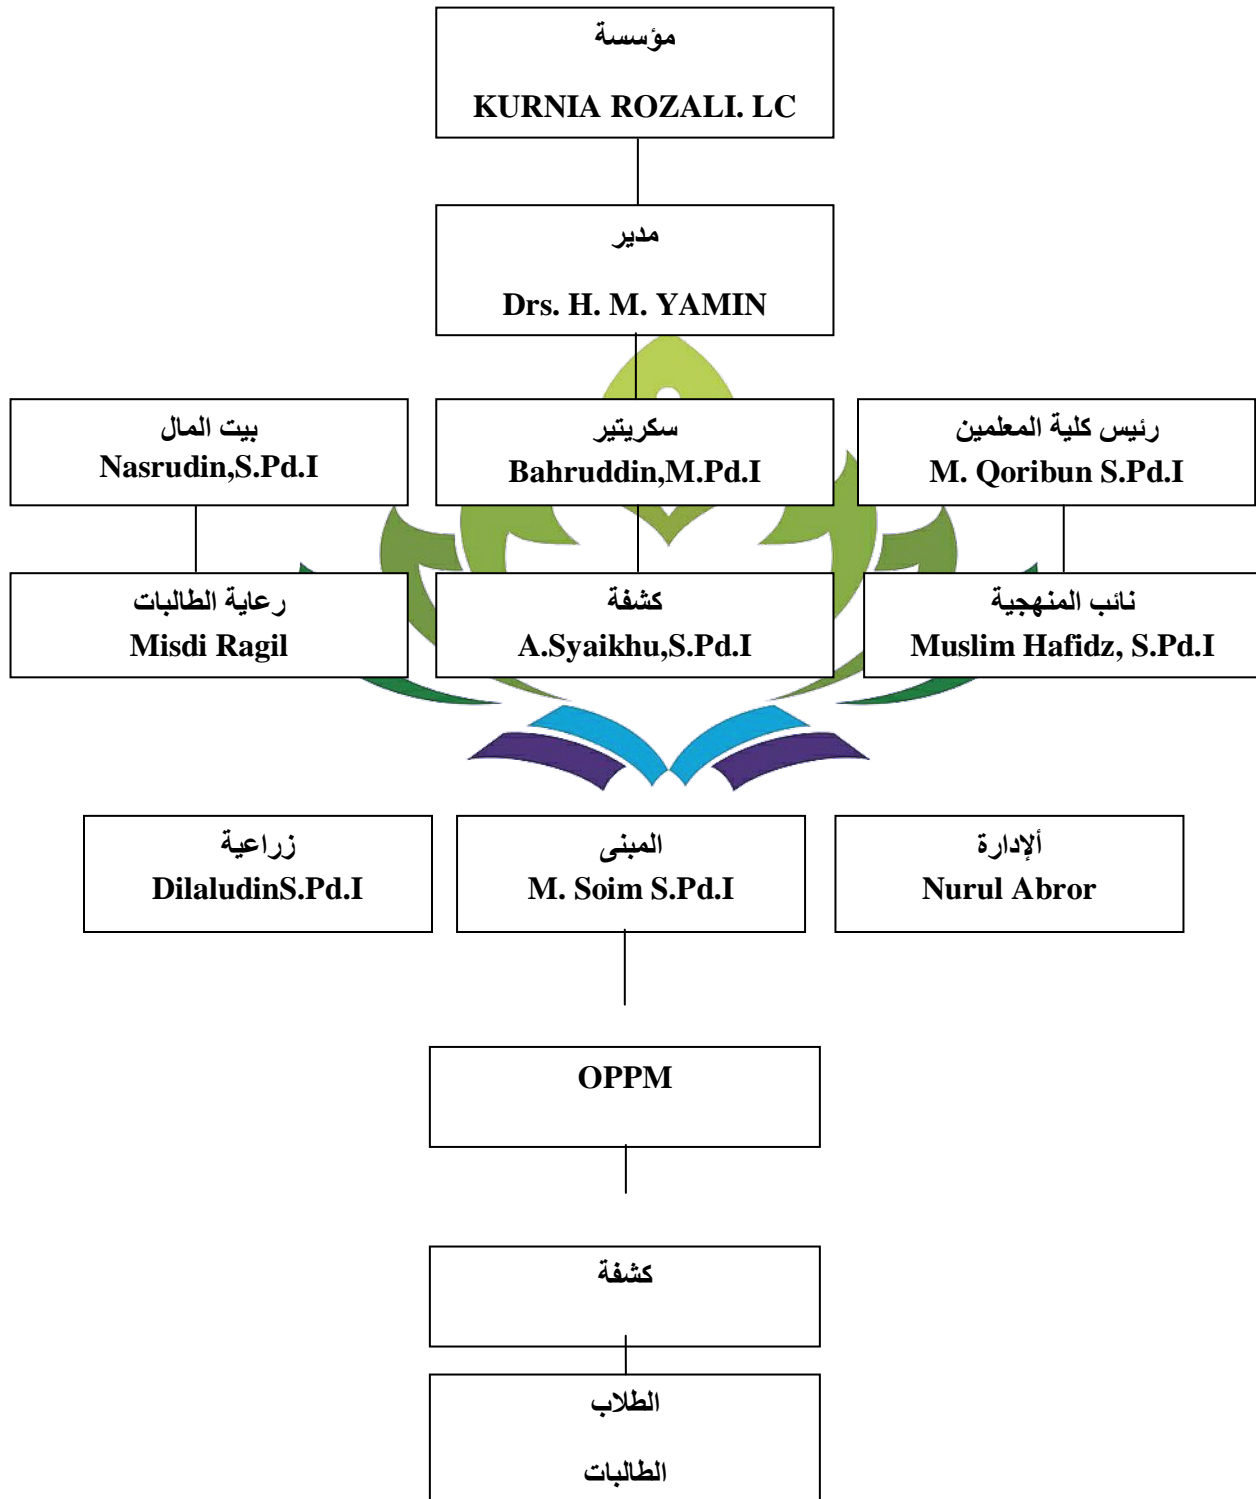 مؤسسة
KURNIA ROZALI. LC
مدير
Drs. H. M. YAMIN
بيت المال
Nasrudin,S.Pd.I
سكريتير
Bahruddin,M.Pd.I
رئيس كلية المعلمين
M. Qoribun S.Pd.I
رعاية الطالبات
Misdi Ragil
كشفة
A.Syaikhu,S.Pd.I
نائب المنهجية
Muslim Hafidz, S.Pd.I
زراعية
DilaludinS.Pd.I
المبنى
M. Soim S.Pd.I
ألإدارة
Nurul Abror
OPPM
كشفة
الطلاب
الطالبات